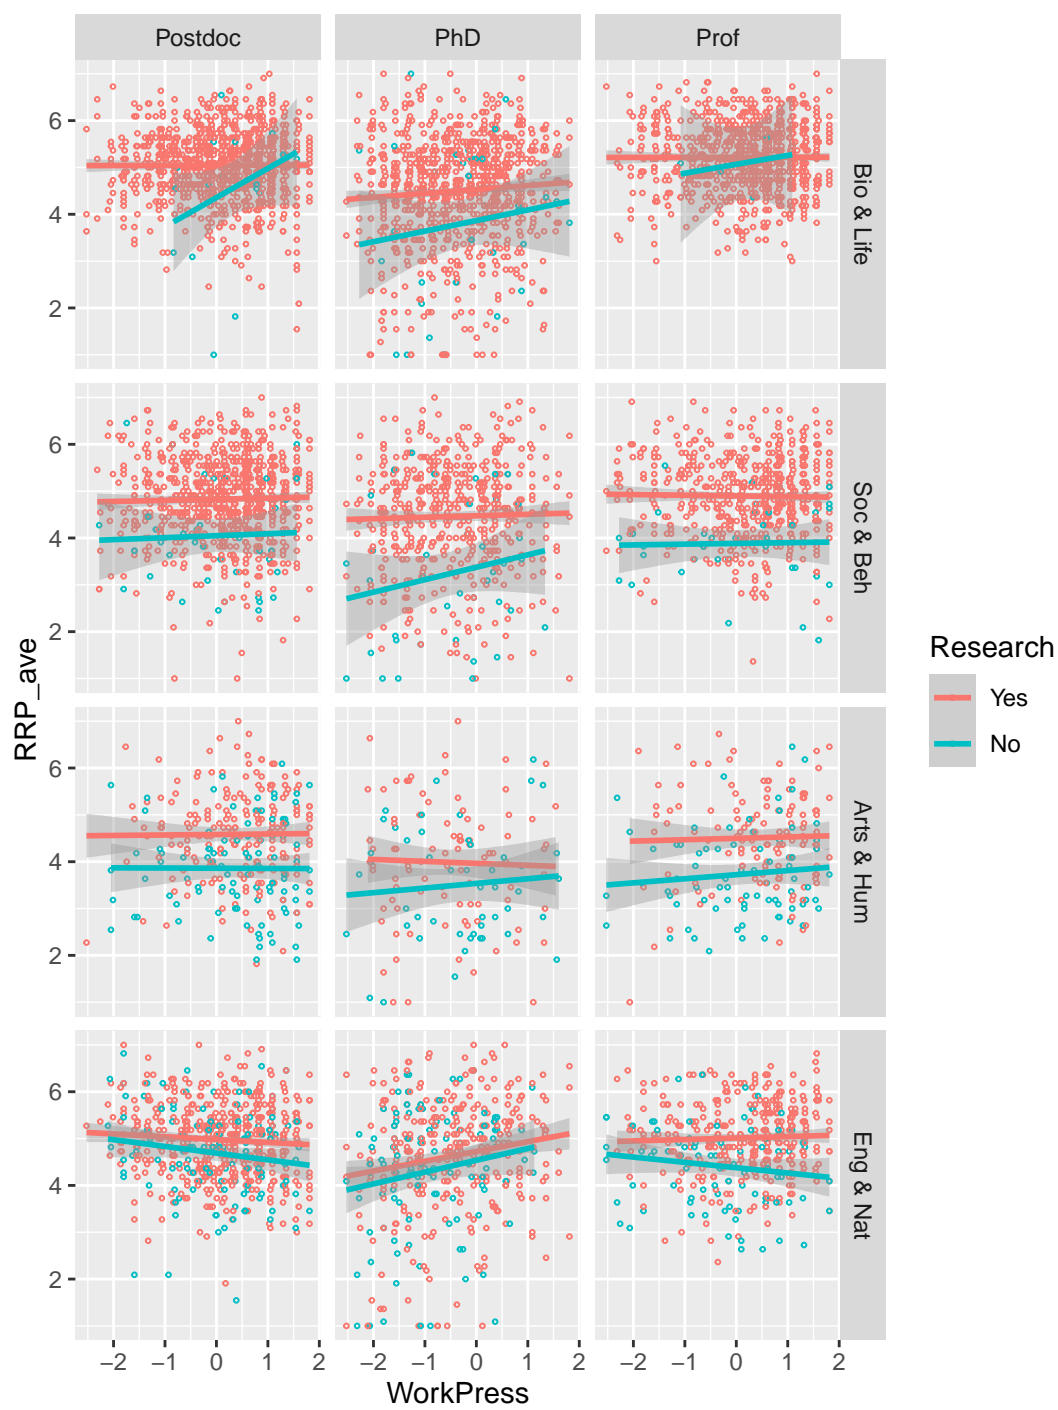 Postdoc PhD Prof
6
4
2
Bio & Life
6
4
2
Soc & Beh
6
4
2
Arts & Hum
6
4
2
Eng & Nat
−2 −1 0 1 2 −2 −1 0 1 2 −2 −1 0 1 2
WorkPress
RRP_ave
Research
Yes
No